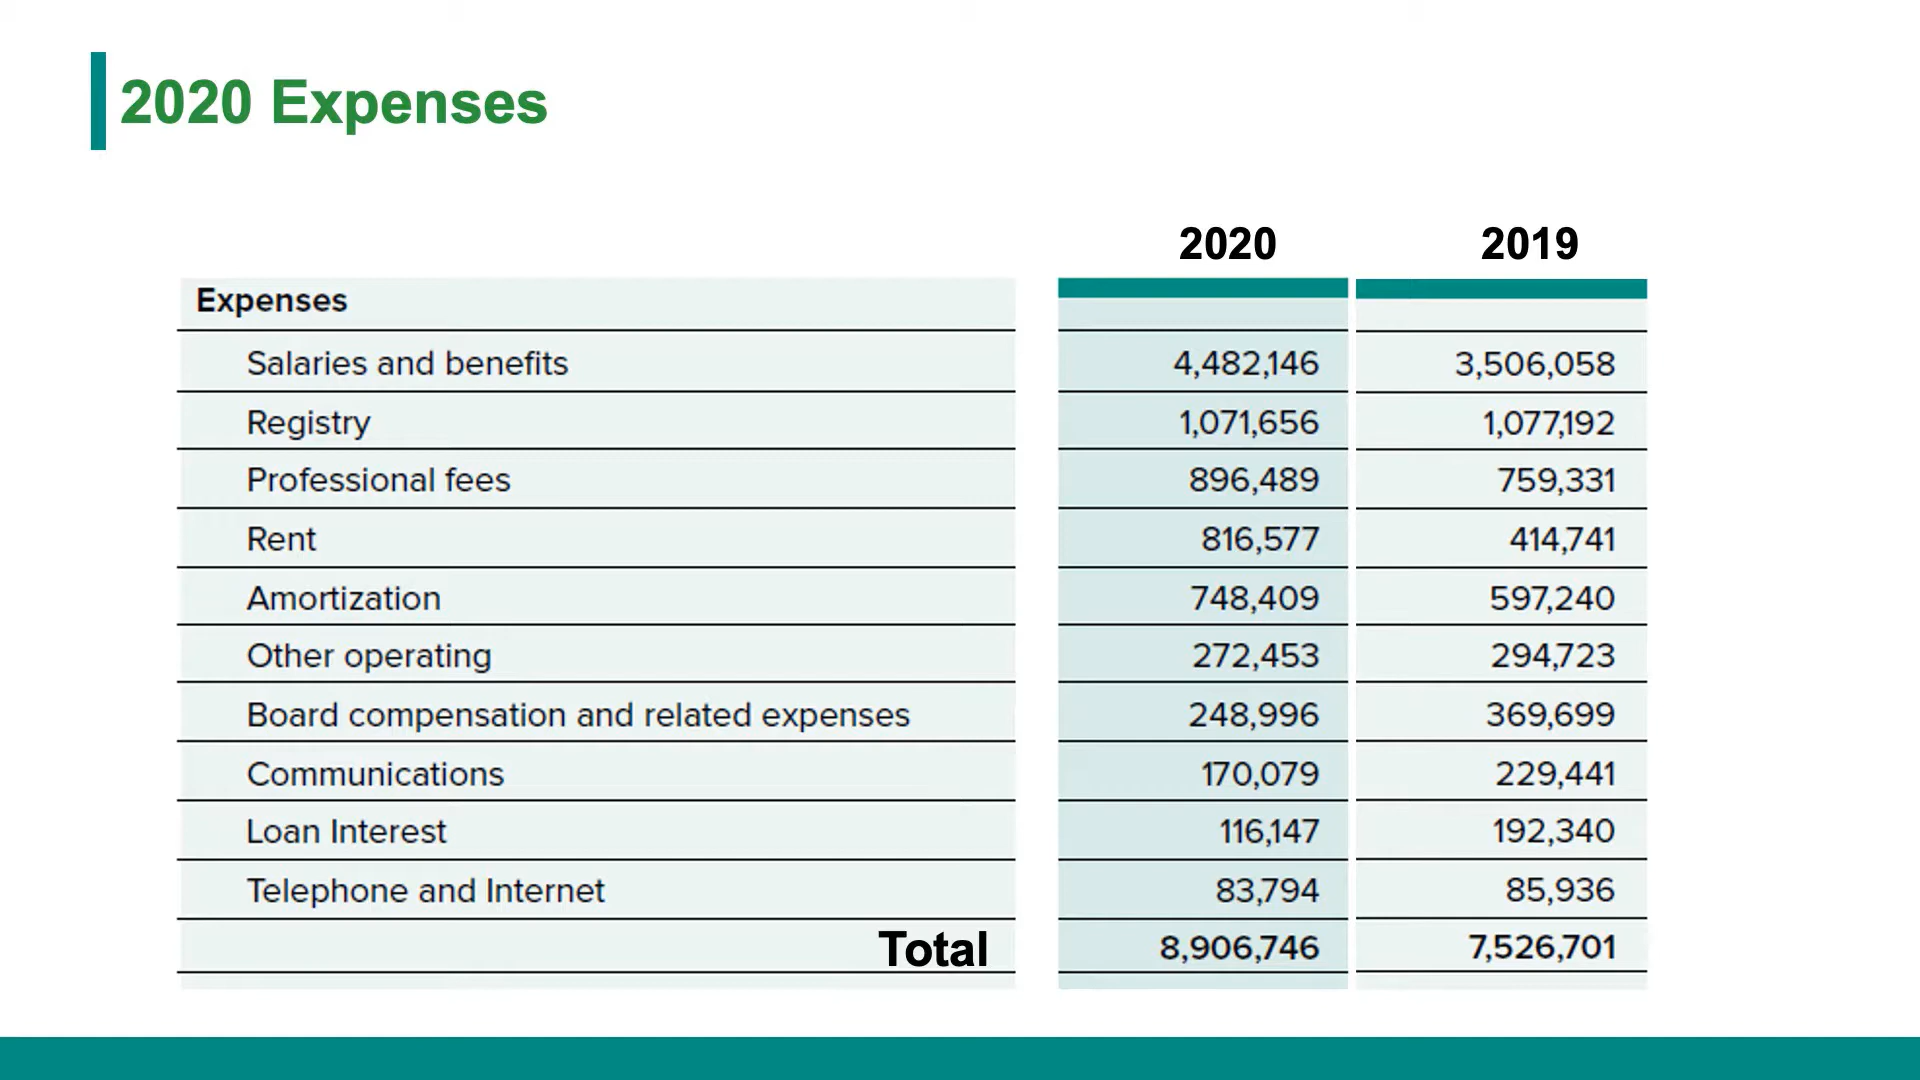 2020 Expenses
2020 2019
Expenses
Salaries and benefits 4,482,146 3,506,058
Registry 1,071,656 1,077,192
Professional fees 896,489 759,331
Rent 816,577 414,741
Amortization 748,409 597,240
Other operating 272,453 294,723
Board compensation and related expenses 248,996 369,699
Communications 170,079 229,441
Loan Interest 116,147 192,340
Telephone and Internet 83,794 85,936
Total 8,906,746 7,526,701